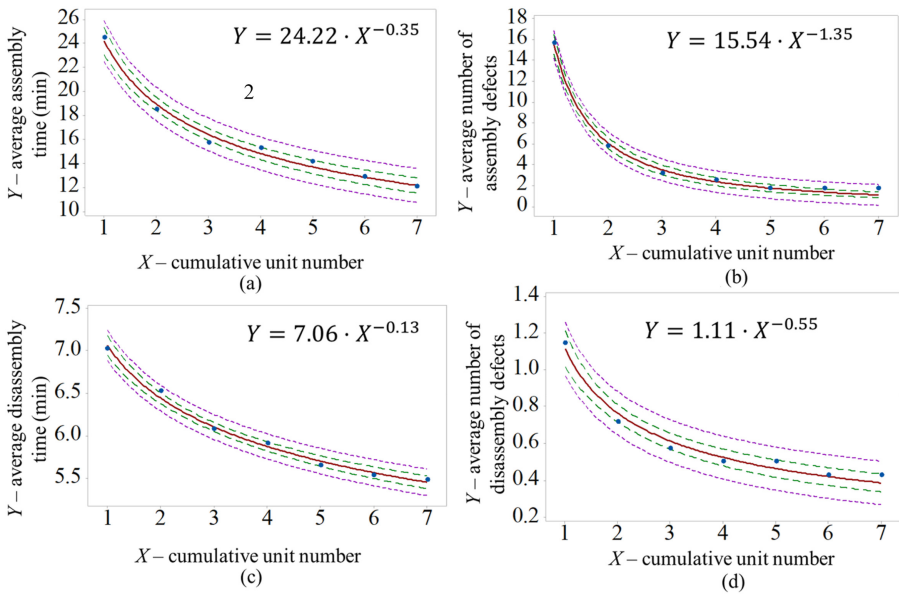 Y = 24.22 · X^−0.35
2
Y – average assembly
time (min)
26
24
22
20
18
16
14
12
10
1 2 3 4 5 6 7
X – cumulative unit number
(a)
Y = 15.54 · X^−1.35
Y – average number of
assembly defects
18
16
14
12
10
8
6
4
2
0
1 2 3 4 5 6 7
X – cumulative unit number
(b)
Y = 7.06 · X^−0.13
Y – average disassembly
time (min)
7.5
7.0
6.5
6.0
5.5
1 2 3 4 5 6 7
X – cumulative unit number
(c)
Y = 1.11 · X^−0.55
Y – average number of
disassembly defects
1.4
1.2
1.0
0.8
0.6
0.4
0.2
1 2 3 4 5 6 7
X – cumulative unit number
(d)